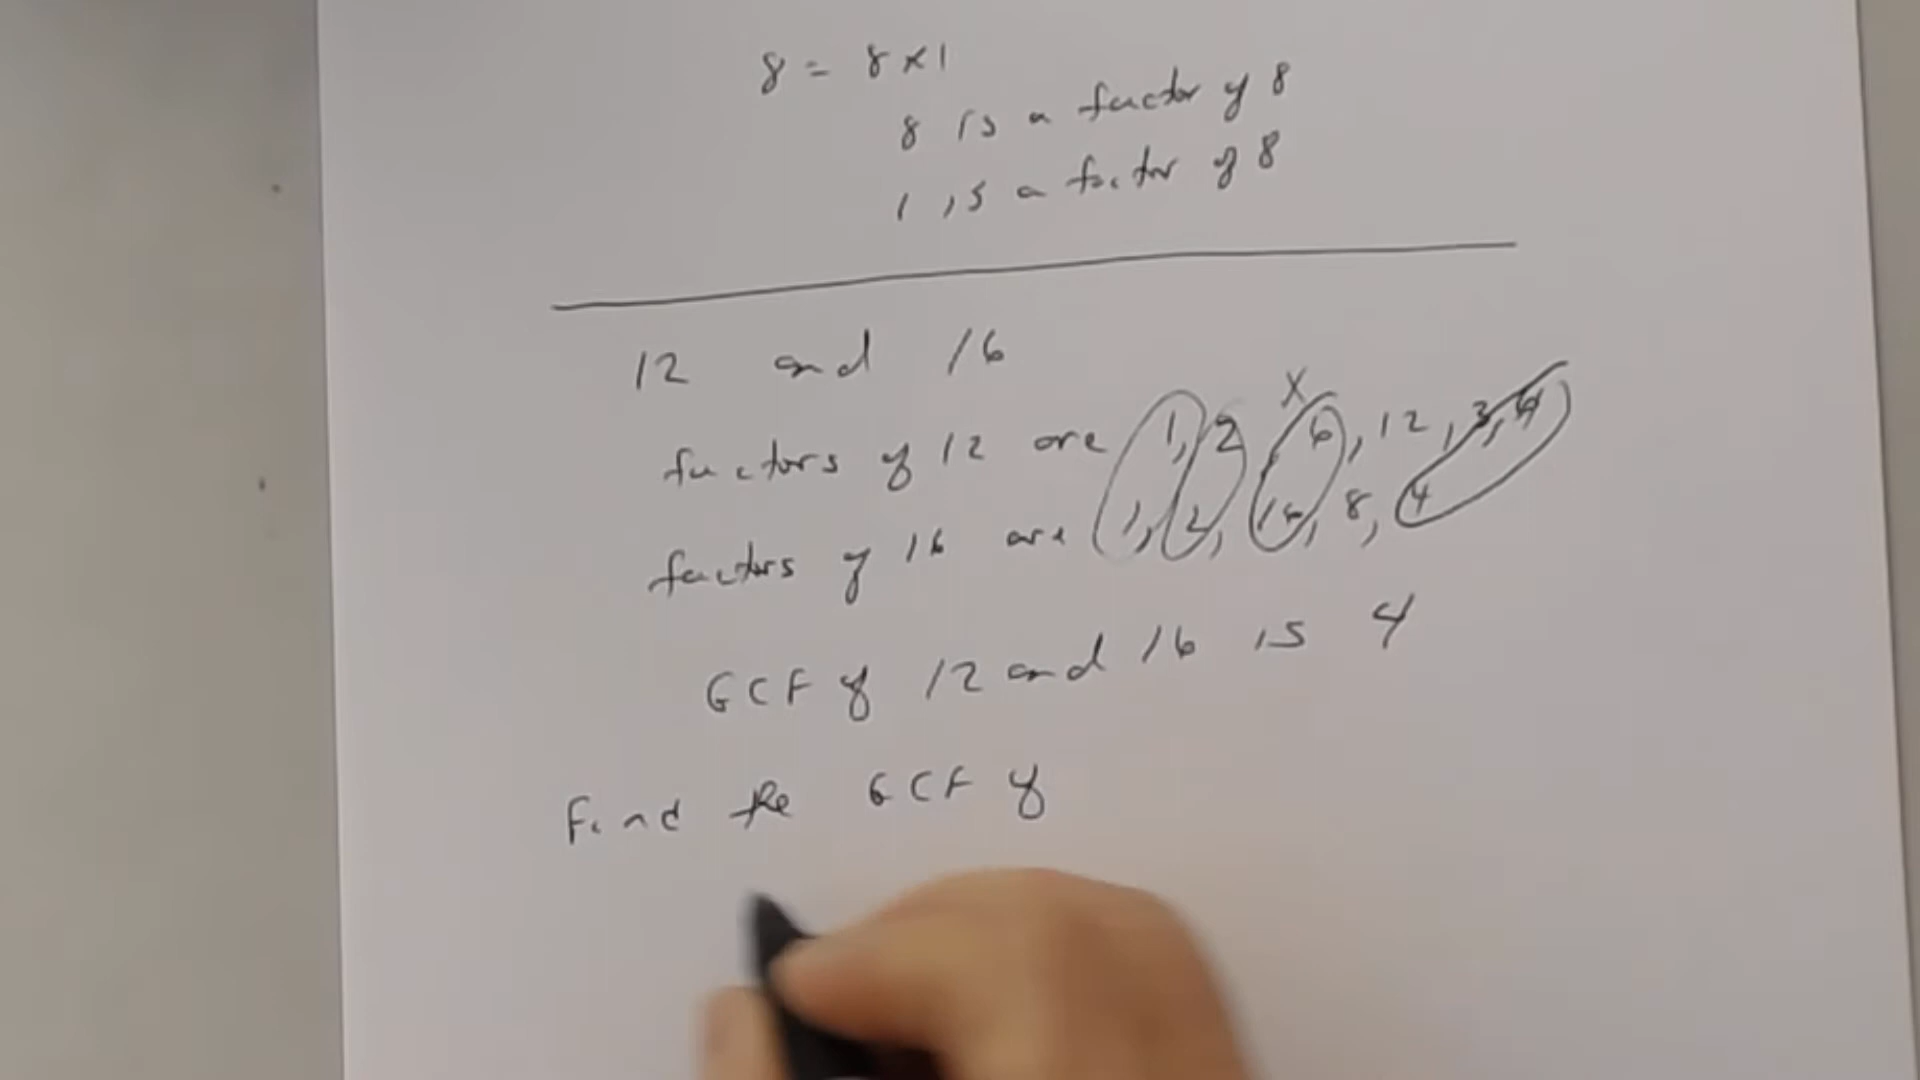 8 = 8 x 1
8 is a factor of 8
1 is a factor of 8
12 and 16
factors of 12 are 1, 2 6, 12, 3, 4
factors of 16 are 1, 2, 16, 8, 4
GCF of 12 and 16 is 4
Find the GCF of